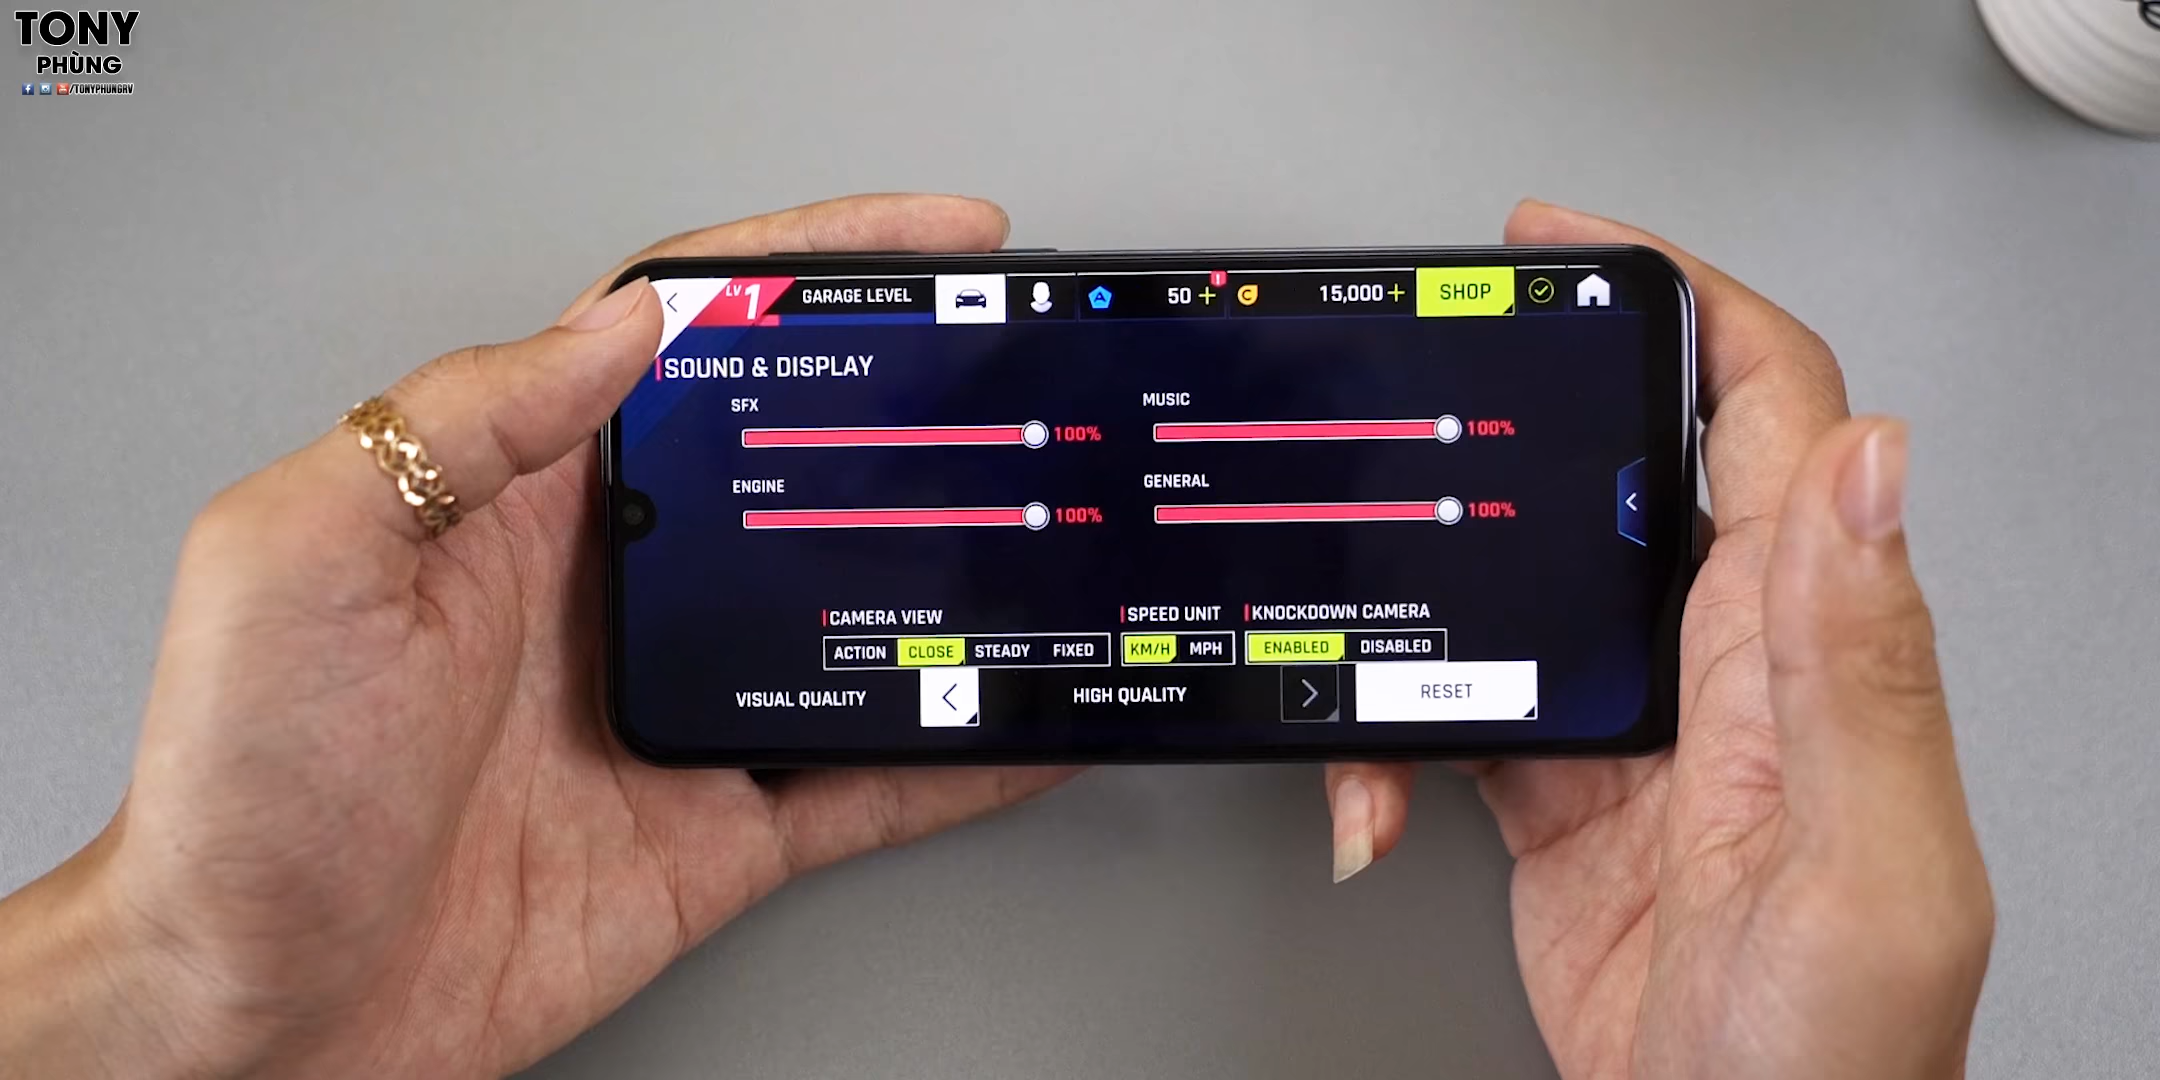 TONY
PHÙNG
/TONYPHUNGRV
LV 1 GARAGE LEVEL 50 + 15,000 + SHOP
SOUND & DISPLAY
SFX 100% MUSIC 100%
ENGINE 100% GENERAL 100%
CAMERA VIEW SPEED UNIT KNOCKDOWN CAMERA
ACTION CLOSE STEADY FIXED KM/H MPH ENABLED DISABLED
VISUAL QUALITY < HIGH QUALITY > RESET